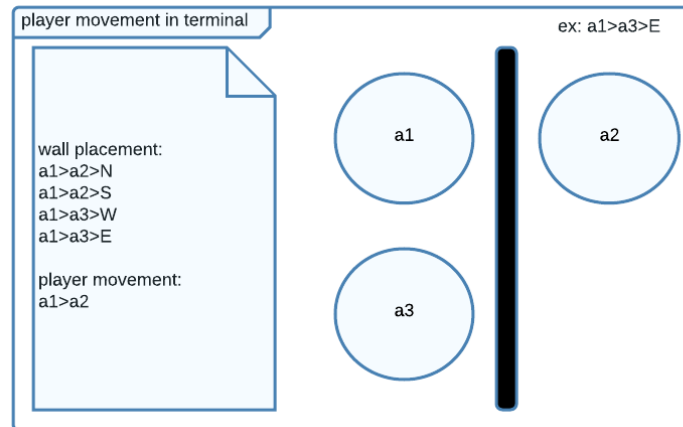 player movement in terminal
ex: a1>a3>E
wall placement:
a1>a2>N
a1>a2>S
a1>a3>W
a1>a3>E
player movement:
a1>a2
a1
a2
a3